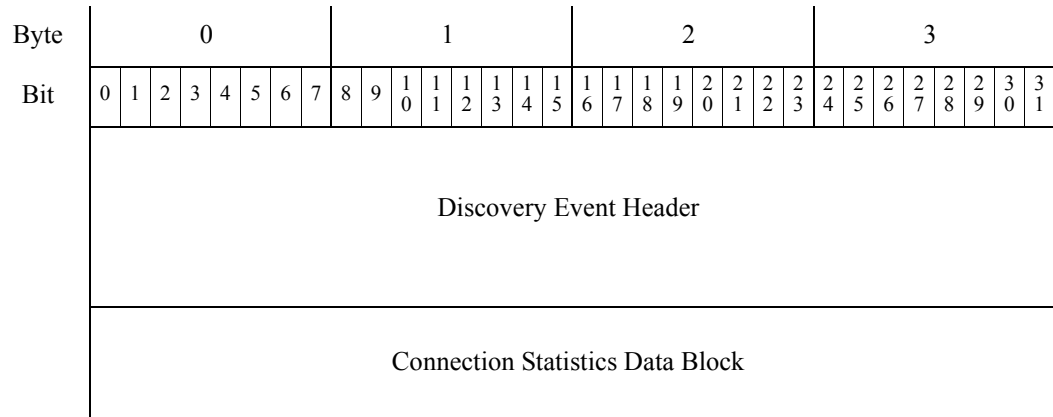 Byte 0 1 2 3
Bit 0 1 2 3 4 5 6 7 8 9 10 11 12 13 14 15 16 17 18 19 20 21 22 23 24 25 26 27 28 29 30 31
Discovery Event Header
Connection Statistics Data Block